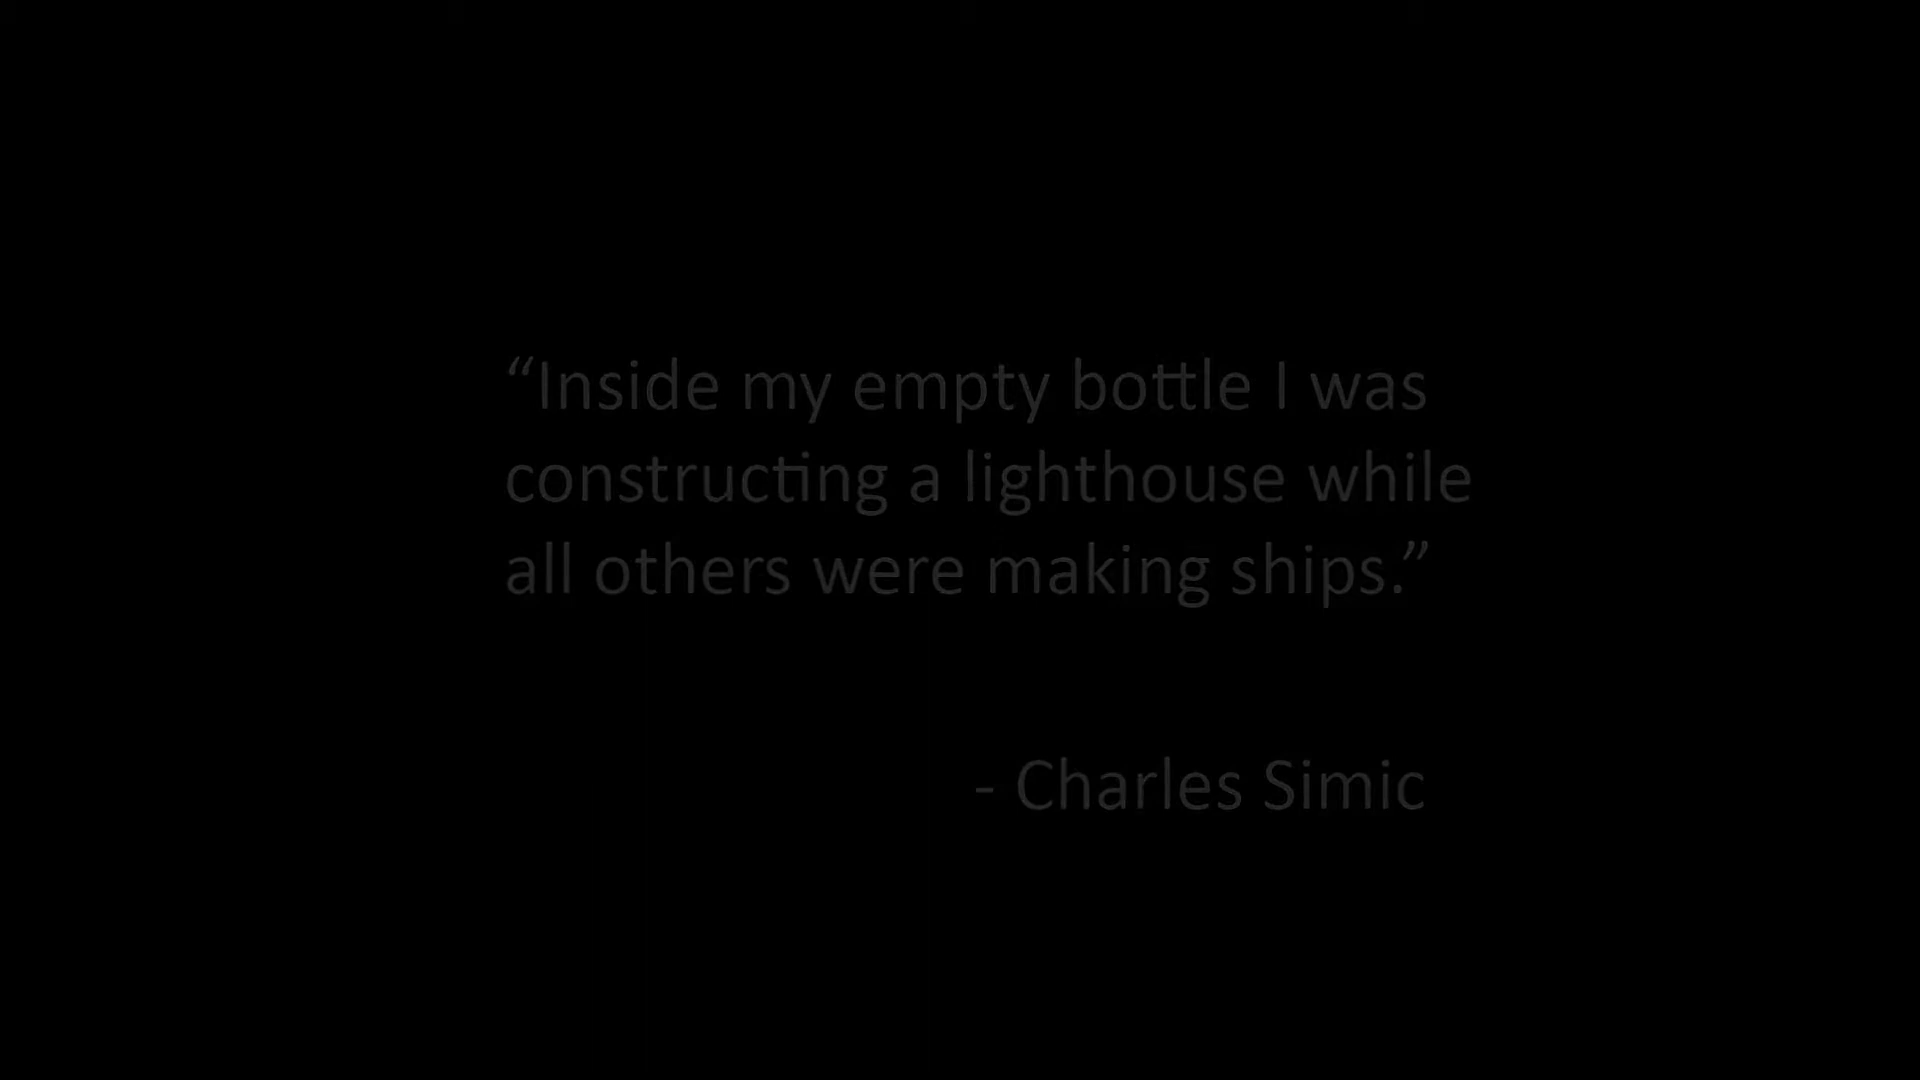 “Inside my empty bottle I was
constructing a lighthouse while
all others were making ships.”
- Charles Simic